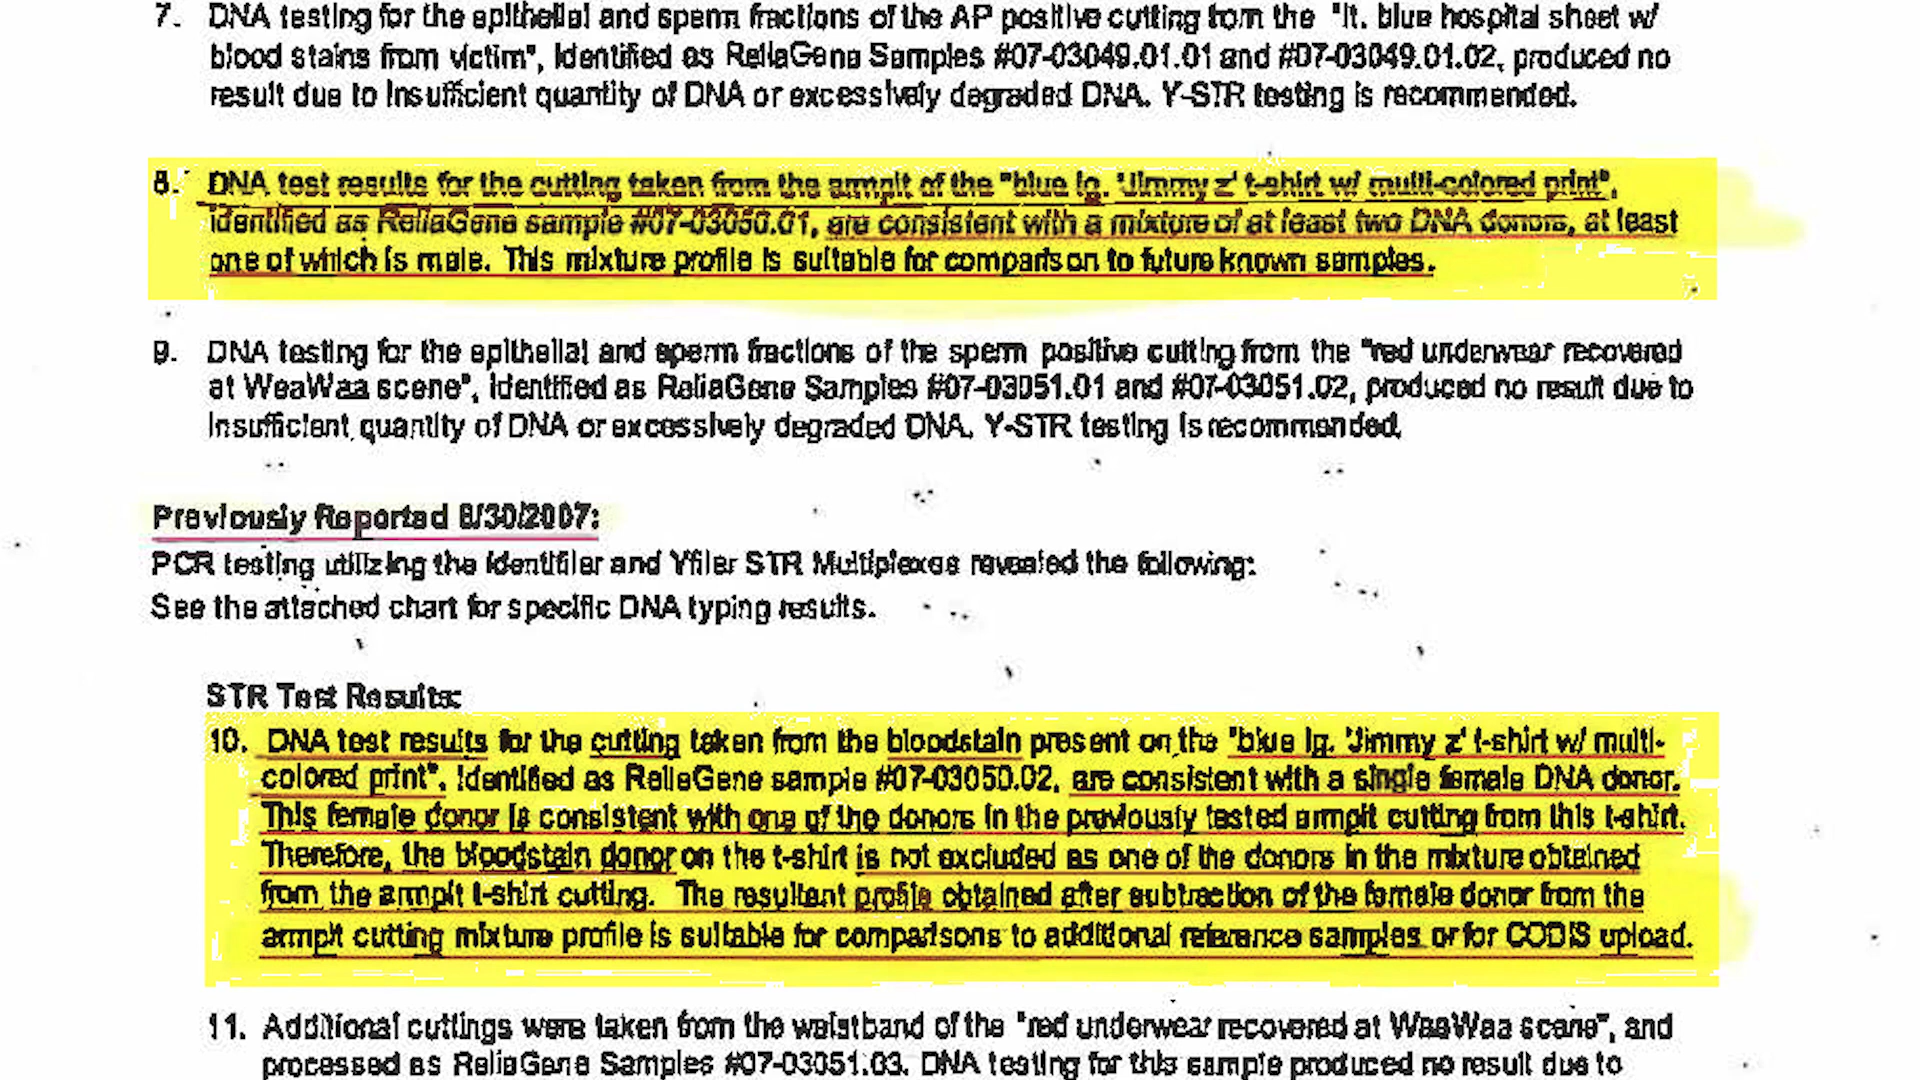 7. DNA testing for the epithelial and sperm fractions of the AP positive cutting from the "lt. blue hospital sheet w/
blood stains from victim", identified as ReliaGene Samples #07-03049.01.01 and #07-03049.01.02, produced no
result due to insufficient quantity of DNA or excessively degraded DNA. Y-STR testing is recommended.
8. DNA test results for the cutting taken from the armpit of the "blue lg. 'Jimmy z' t-shirt w/ multi-colored print",
identified as ReliaGene sample #07-03050.01, are consistent with a mixture of at least two DNA donors, at least
one of which is male. This mixture profile is suitable for comparison to future known samples.
9. DNA testing for the epithelial and sperm fractions of the sperm positive cutting from the "red underwear recovered
at WaaWaa scene", identified as ReliaGene Samples #07-03051.01 and #07-03051.02, produced no result due to
insufficient quantity of DNA or excessively degraded DNA. Y-STR testing is recommended.
Previously Reported 8/30/2007:
PCR testing utilizing the Identifiler and Yfiler STR Multiplexes revealed the following:
See the attached chart for specific DNA typing results.
STR Test Results:
10. DNA test results for the cutting taken from the bloodstain present on the "blue lg. 'Jimmy z' t-shirt w/ multi-
colored print", identified as ReliaGene sample #07-03050.02, are consistent with a single female DNA donor.
This female donor is consistent with one of the donors in the previously tested armpit cutting from this t-shirt.
Therefore, the bloodstain donor on the t-shirt is not excluded as one of the donors in the mixture obtained
from the armpit t-shirt cutting. The resultant profile obtained after subtraction of the female donor from the
armpit cutting mixture profile is suitable for comparisons to additional reference samples or for CODIS upload.
11. Additional cuttings were taken from the waistband of the "red underwear recovered at WaaWaa scene", and
processed as ReliaGene Samples #07-03051.03. DNA testing for this sample produced no result due to